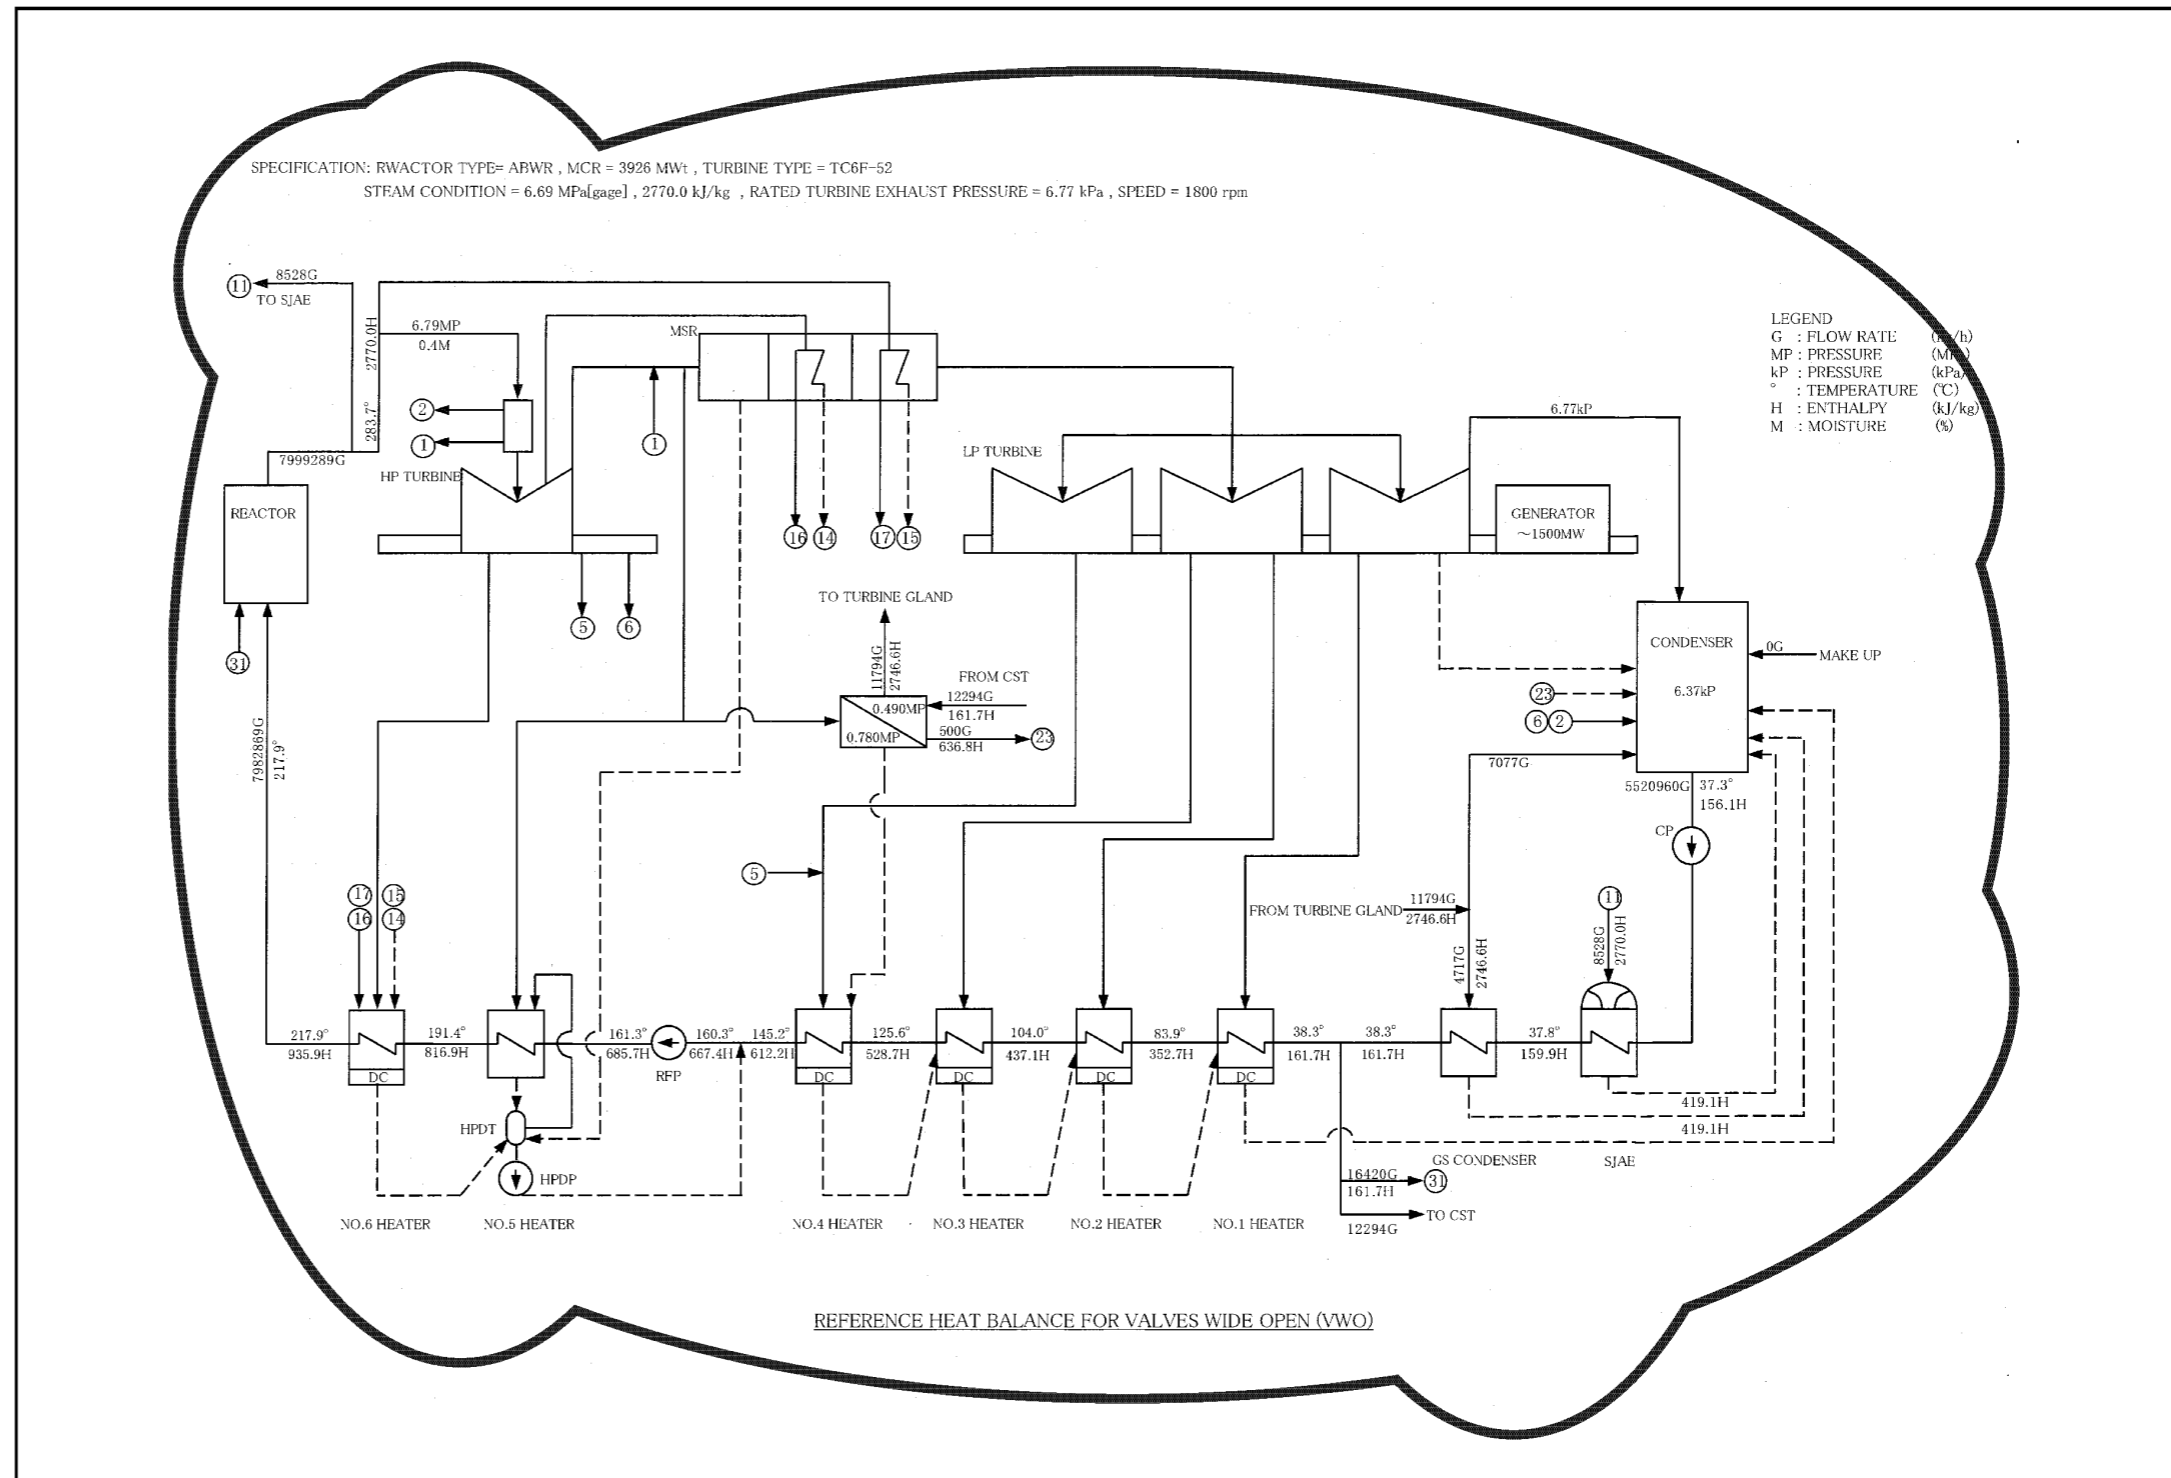 SPECIFICATION: RWACTOR TYPE= ABWR , MCR = 3926 MWt , TURBINE TYPE = TC6F-52
STEAM CONDITION = 6.69 MPa[gage] , 2770.0 kJ/kg , RATED TURBINE EXHAUST PRESSURE = 6.77 kPa , SPEED = 1800 rpm
11
8528G
TO SJAE
2770.0H
283.7°
6.79MP
0.4M
MSR
LEGEND
G : FLOW RATE
MP : PRESSURE
kP : PRESSURE (kPa)
° : TEMPERATURE (℃)
H : ENTHALPY (kJ/kg)
M : MOISTURE (%)
2
1
1
7999289G
HP TURBINE
LP TURBINE
6.77kP
REACTOR
GENERATOR
~1500MW
16
14
17
15
5
6
31
TO TURBINE GLAND
11794G
2746.6H
FROM CST
12294G
161.7H
0.490MP
0.780MP
500G
636.8H
23
CONDENSER
6.37kP
0G
MAKE UP
23
6
2
7077G
5520960G
37.3°
156.1H
CP
7982869G
217.9°
5
17
16
15
14
FROM TURBINE GLAND
11794G
2746.6H
4717G
2746.6H
11
8528G
2770.0H
217.9°
935.9H
191.4°
816.9H
161.3°
685.7H
RFP
160.3°
667.4H
145.2°
612.2H
125.6°
528.7H
104.0°
437.1H
83.9°
352.7H
38.3°
161.7H
38.3°
161.7H
37.8°
159.9H
DC
DC
DC
DC
DC
419.1H
419.1H
HPDT
HPDP
GS CONDENSER
SJAE
16420G
161.7H
31
TO CST
12294G
NO.6 HEATER
NO.5 HEATER
NO.4 HEATER
NO.3 HEATER
NO.2 HEATER
NO.1 HEATER
REFERENCE HEAT BALANCE FOR VALVES WIDE OPEN (VWO)